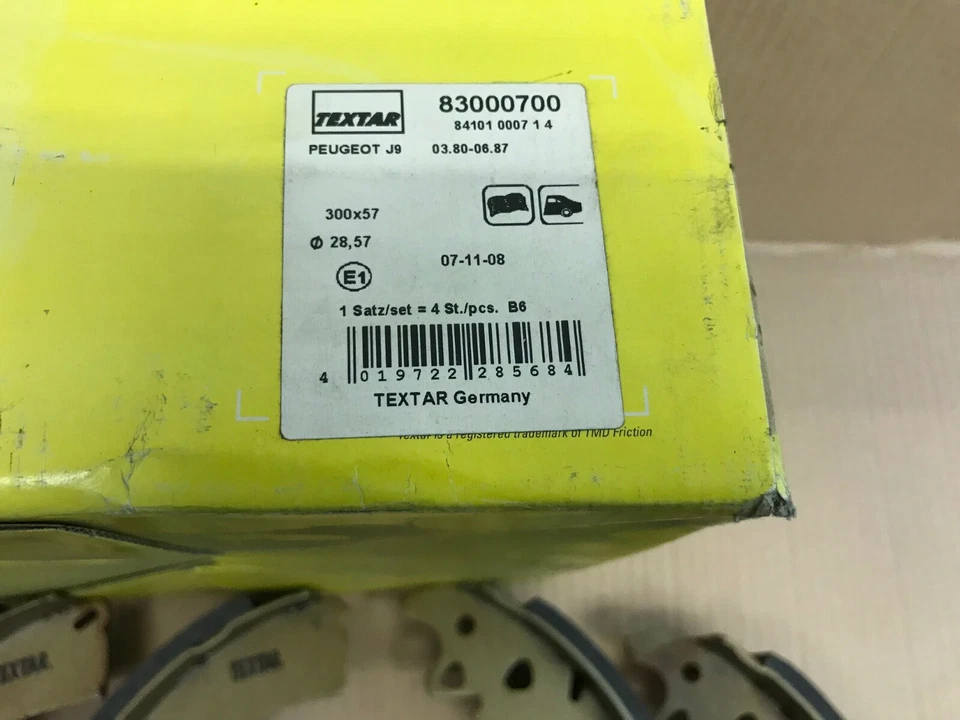 TEXTAR
83000700
84101 0007 1 4
PEUGEOT J9 03.80-06.87
300x57
Ф 28,57
07-11-08
E1
1 Satz/set = 4 St./pcs. B6
4 019722 285684
TEXTAR Germany
Textar is a registered trademark of TMD Friction
TEXTAR
TEXTAR